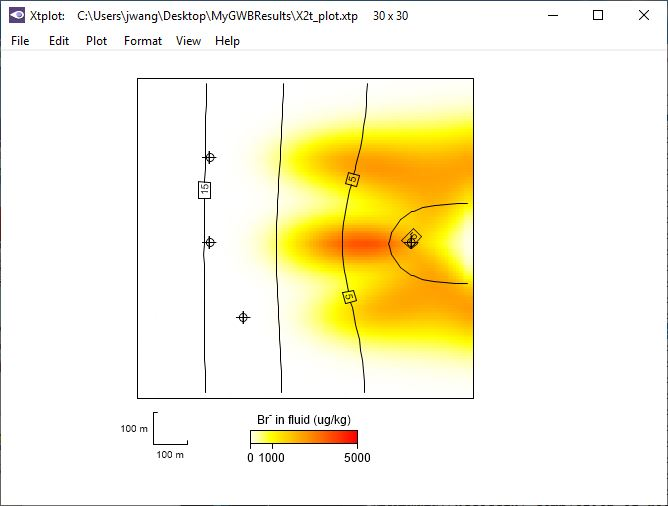 Xtplot: C:\Users\jwang\Desktop\MyGWBResults\X2t_plot.xtp 30 x 30
File Edit Plot Format View Help
15
5
5
100 m
100 m
Br⁻ in fluid (ug/kg)
0 1000 5000